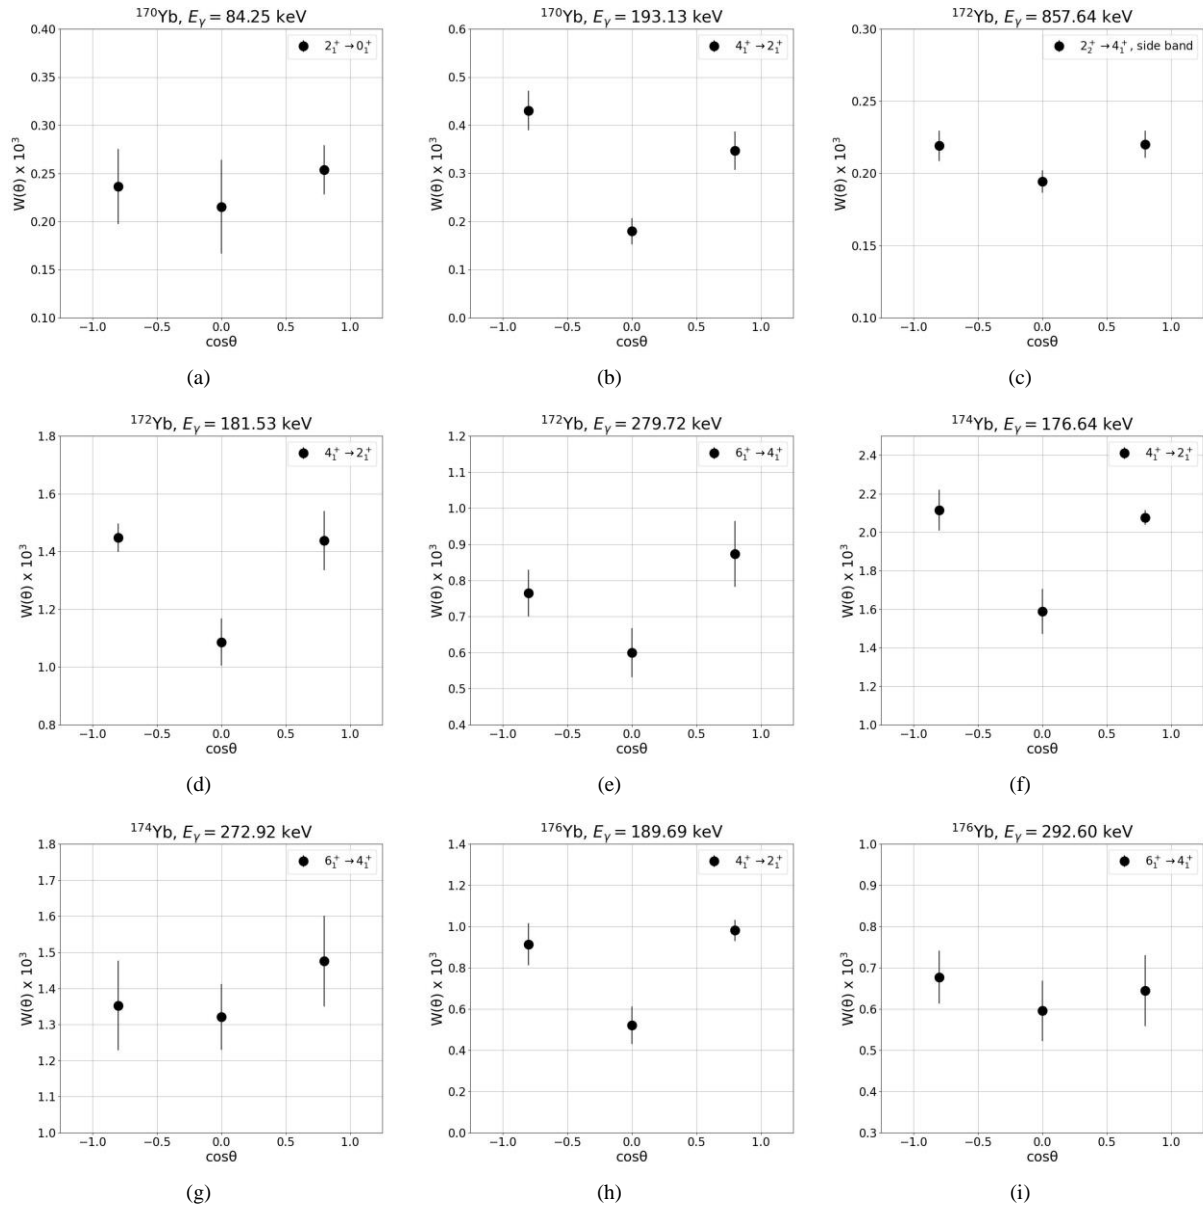 ¹⁷⁰Yb, Eγ = 84.25 keV
2₁⁺ → 0₁⁺
W(θ) x 10³
0.40
0.35
0.30
0.25
0.20
0.15
0.10
−1.0 −0.5 0.0 0.5 1.0
cosθ
(a)
¹⁷⁰Yb, Eγ = 193.13 keV
4₁⁺ → 2₁⁺
W(θ) x 10³
0.6
0.5
0.4
0.3
0.2
0.1
0.0
−1.0 −0.5 0.0 0.5 1.0
cosθ
(b)
¹⁷²Yb, Eγ = 857.64 keV
2₂⁺ → 4₁⁺, side band
W(θ) x 10³
0.30
0.25
0.20
0.15
0.10
−1.0 −0.5 0.0 0.5 1.0
cosθ
(c)
¹⁷²Yb, Eγ = 181.53 keV
4₁⁺ → 2₁⁺
W(θ) x 10³
1.8
1.6
1.4
1.2
1.0
0.8
−1.0 −0.5 0.0 0.5 1.0
cosθ
(d)
¹⁷²Yb, Eγ = 279.72 keV
6₁⁺ → 4₁⁺
W(θ) x 10³
1.2
1.1
1.0
0.9
0.8
0.7
0.6
0.5
0.4
−1.0 −0.5 0.0 0.5 1.0
cosθ
(e)
¹⁷⁴Yb, Eγ = 176.64 keV
4₁⁺ → 2₁⁺
W(θ) x 10³
2.4
2.2
2.0
1.8
1.6
1.4
1.2
1.0
−1.0 −0.5 0.0 0.5 1.0
cosθ
(f)
¹⁷⁴Yb, Eγ = 272.92 keV
6₁⁺ → 4₁⁺
W(θ) x 10³
1.8
1.7
1.6
1.5
1.4
1.3
1.2
1.1
1.0
−1.0 −0.5 0.0 0.5 1.0
cosθ
(g)
¹⁷⁶Yb, Eγ = 189.69 keV
4₁⁺ → 2₁⁺
W(θ) x 10³
1.4
1.2
1.0
0.8
0.6
0.4
0.2
0.0
−1.0 −0.5 0.0 0.5 1.0
cosθ
(h)
¹⁷⁶Yb, Eγ = 292.60 keV
6₁⁺ → 4₁⁺
W(θ) x 10³
1.0
0.9
0.8
0.7
0.6
0.5
0.4
0.3
−1.0 −0.5 0.0 0.5 1.0
cosθ
(i)